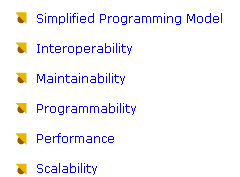 Simplified Programming Model
Interoperability
Maintainability
Programmability
Performance
Scalability